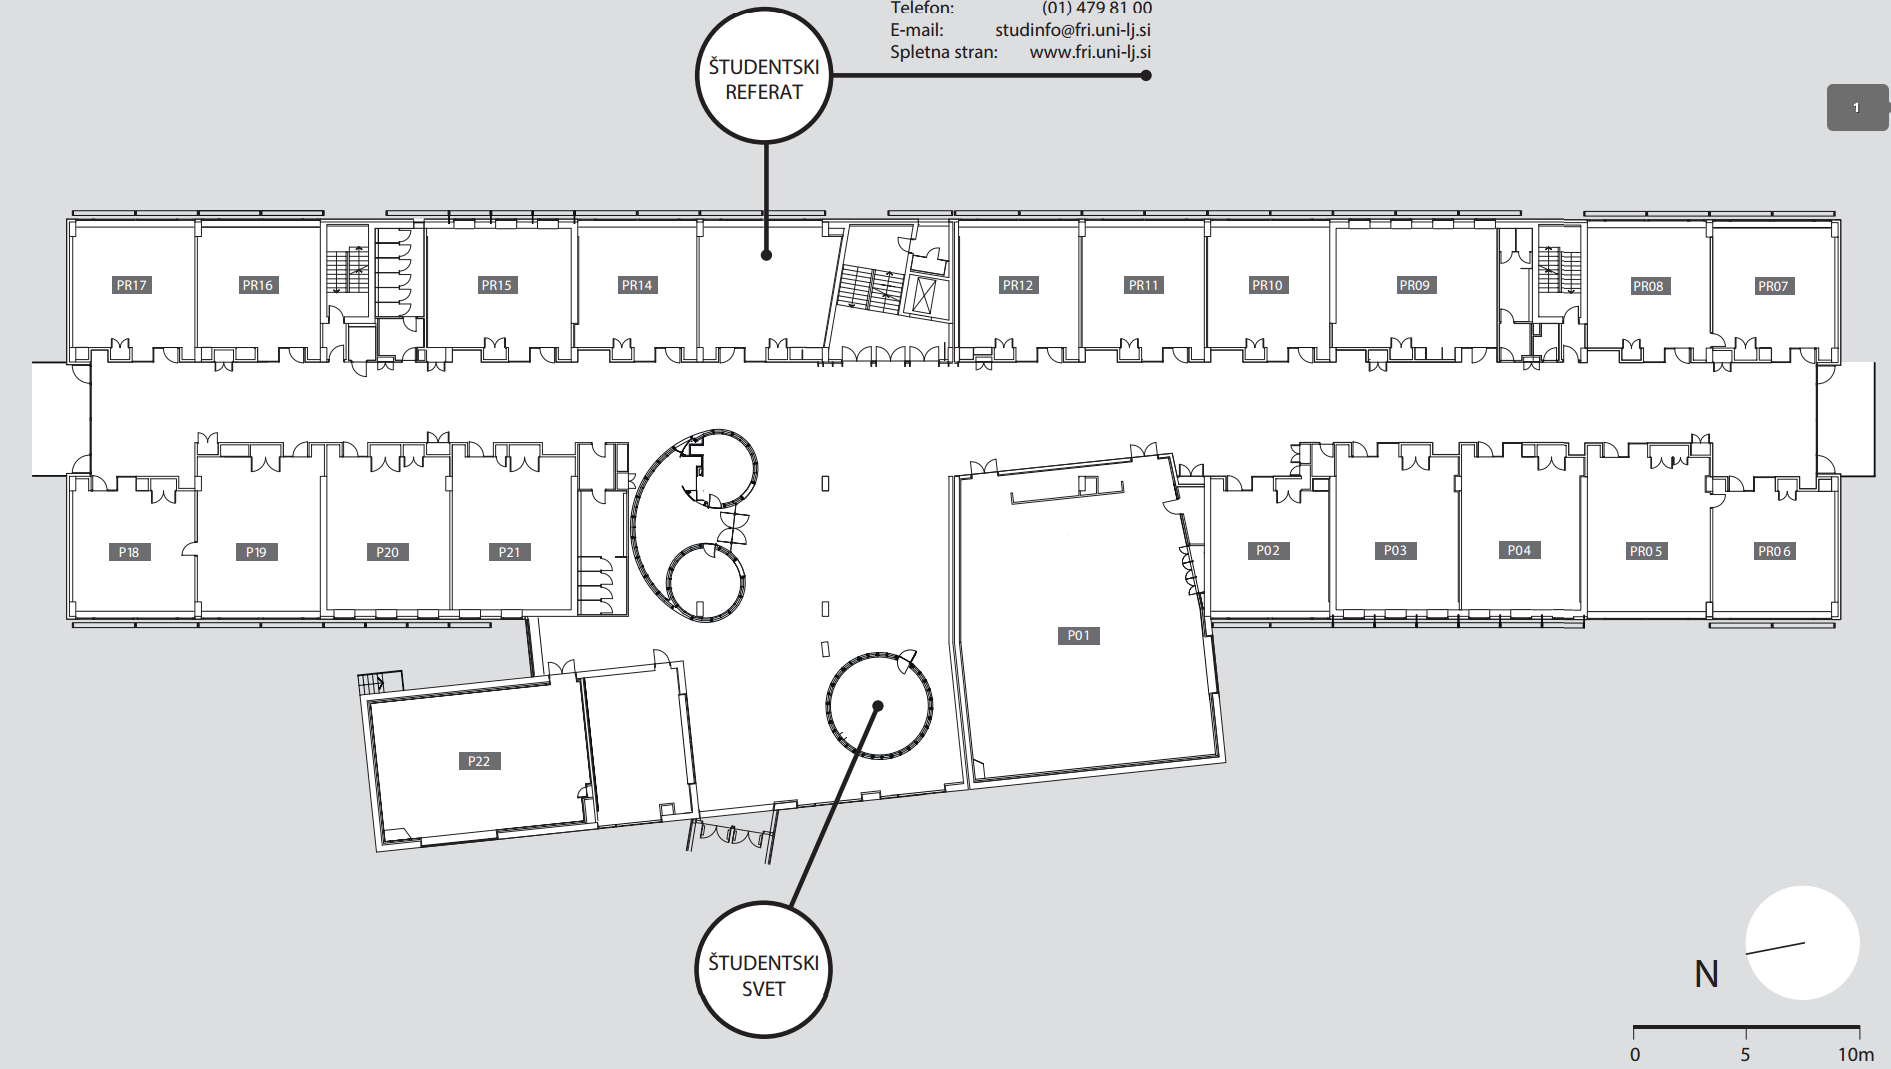 Telefon: (01) 479 81 00
E-mail: studinfo@fri.uni-lj.si
Spletna stran: www.fri.uni-lj.si
ŠTUDENTSKI
REFERAT
1
PR17
PR16
PR15
PR14
PR12
PR11
PR10
PR09
PR08
PR07
P18
P19
P20
P21
P02
P03
P04
PR05
PR06
P01
P22
ŠTUDENTSKI
SVET
N
0 5 10m